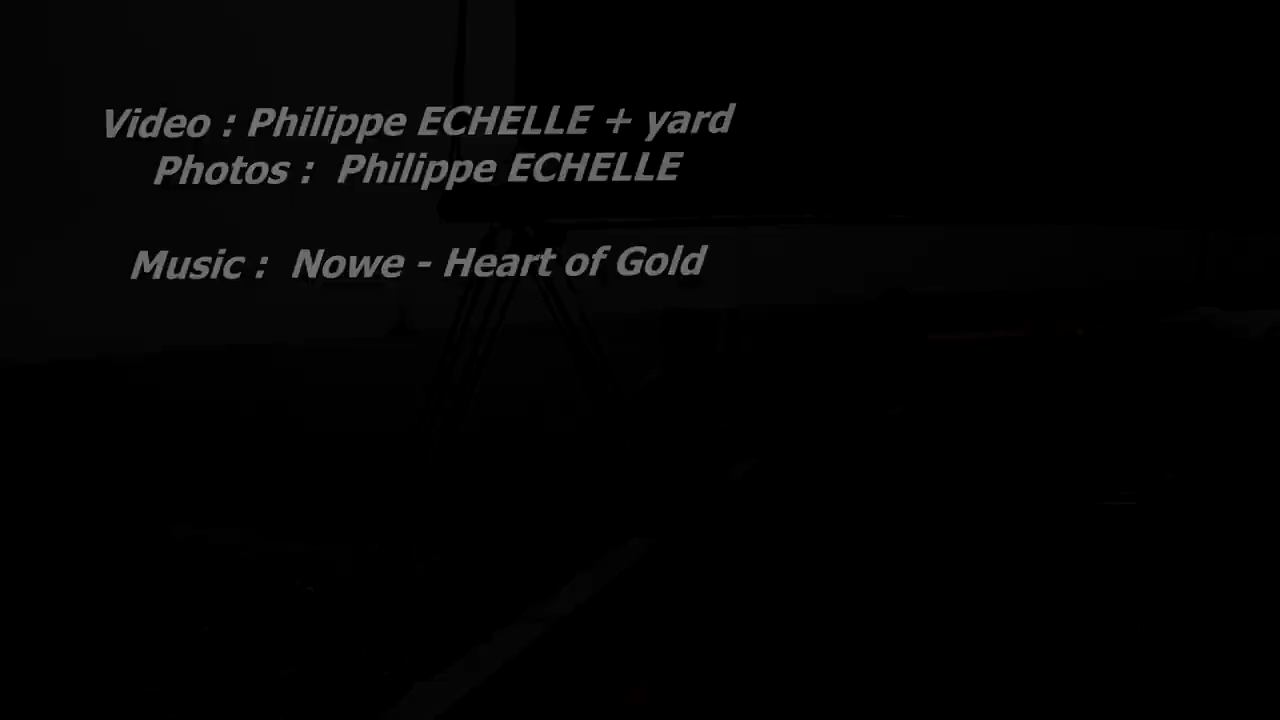 Video : Philippe ECHELLE + yard
Photos : Philippe ECHELLE
Music : Nowe - Heart of Gold